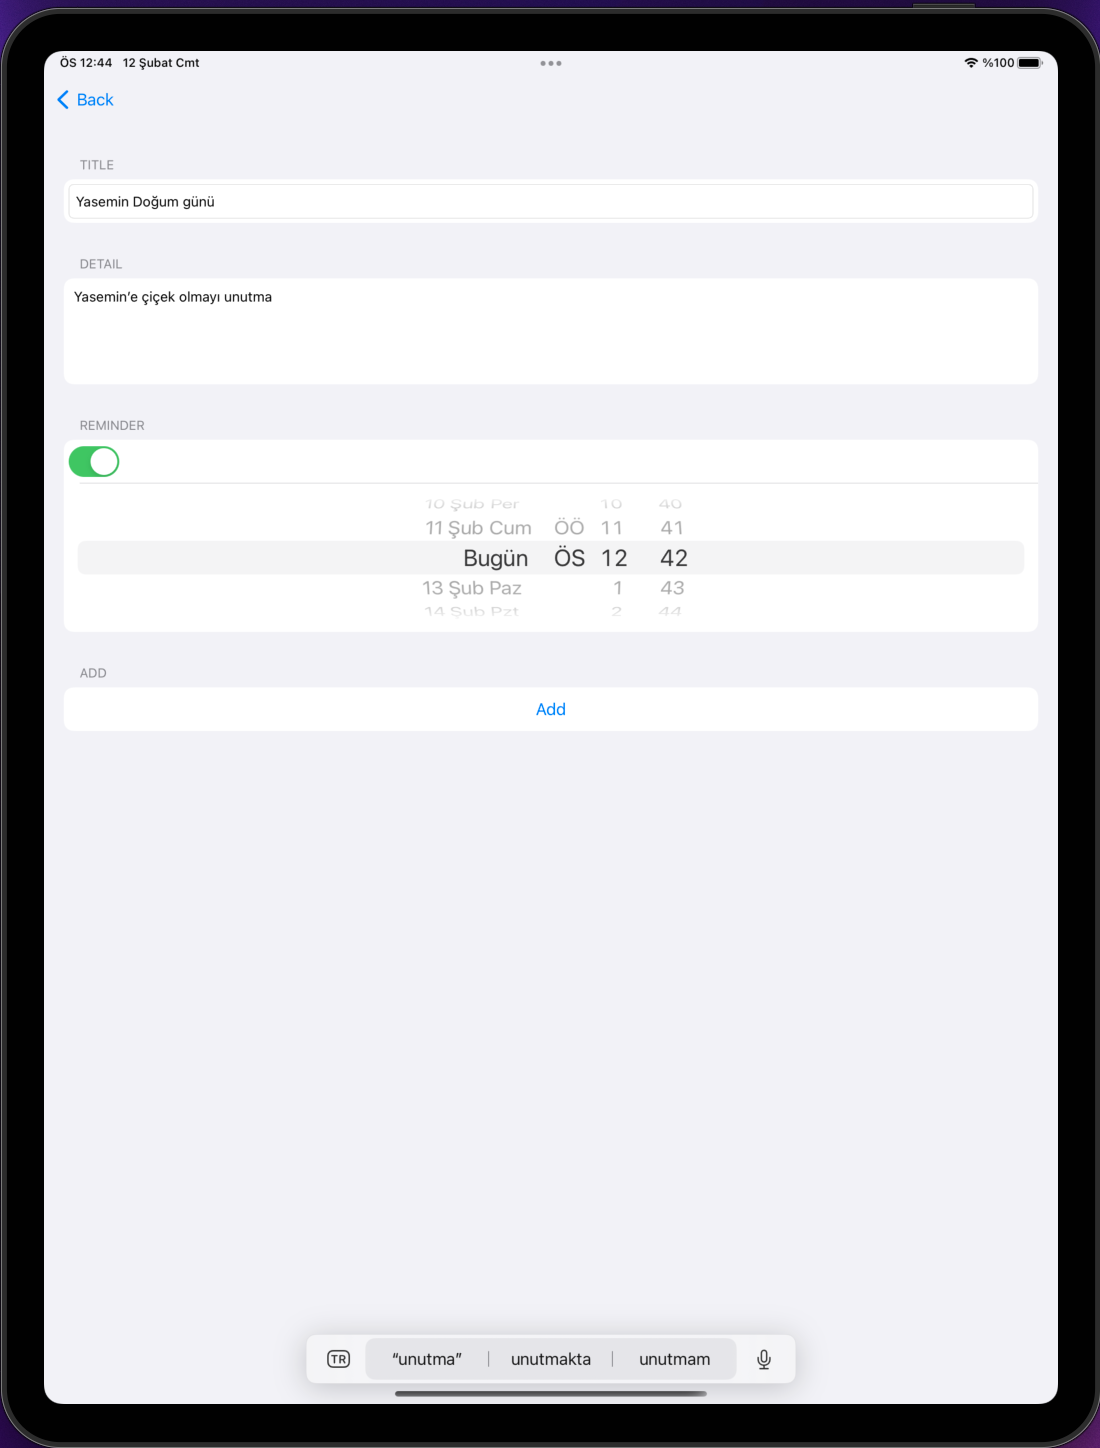 ÖS 12:44 12 Şubat Cmt %100
Back
TITLE
Yasemin Doğum günü
DETAIL
Yasemin’e çiçek olmayı unutma
REMINDER
10 Şub Per 10 40
11 Şub Cum ÖÖ 11 41
Bugün ÖS 12 42
13 Şub Paz 1 43
14 Şub Pzt 2 44
ADD
Add
TR “unutma” unutmakta unutmam